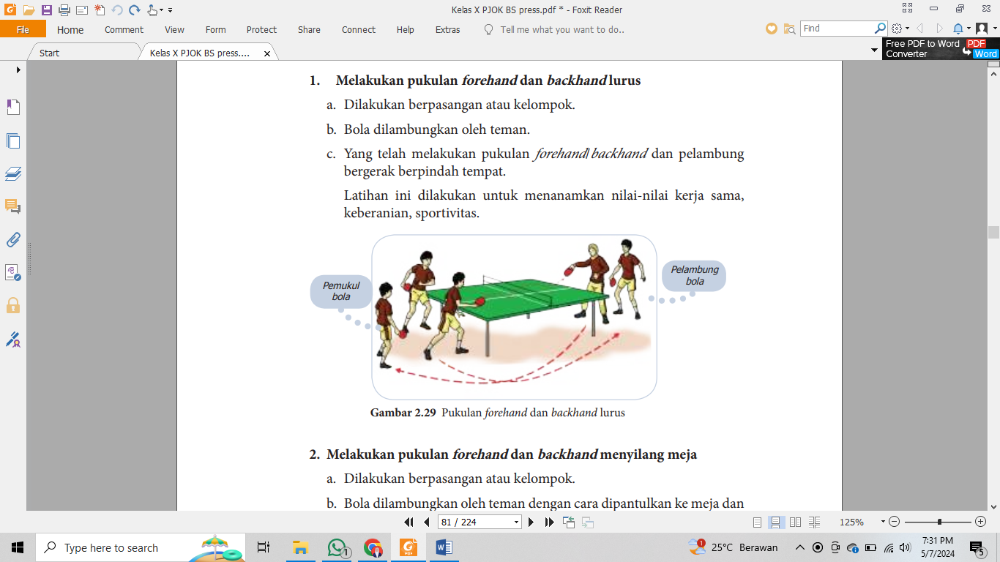 Kelas X PJOK BS press.pdf * - Foxit Reader
File Home Comment View Form Protect Share Connect Help Extras Tell me what you want to do.. Find
Start Kelas X PJOK BS press.... x
Free PDF to Word Converter PDF Word
1. Melakukan pukulan forehand dan backhand lurus
a. Dilakukan berpasangan atau kelompok.
b. Bola dilambungkan oleh teman.
c. Yang telah melakukan pukulan forehand/backhand dan pelambung
bergerak berpindah tempat.
Latihan ini dilakukan untuk menanamkan nilai-nilai kerja sama,
keberanian, sportivitas.
Pemukul
bola
Pelambung
bola
Gambar 2.29 Pukulan forehand dan backhand lurus
2. Melakukan pukulan forehand dan backhand menyilang meja
a. Dilakukan berpasangan atau kelompok.
b. Bola dilambungkan oleh teman dengan cara dipantulkan ke meja dan
81 / 224
125%
Type here to search
1
1
25°C Berawan
7:31 PM
5/7/2024
5